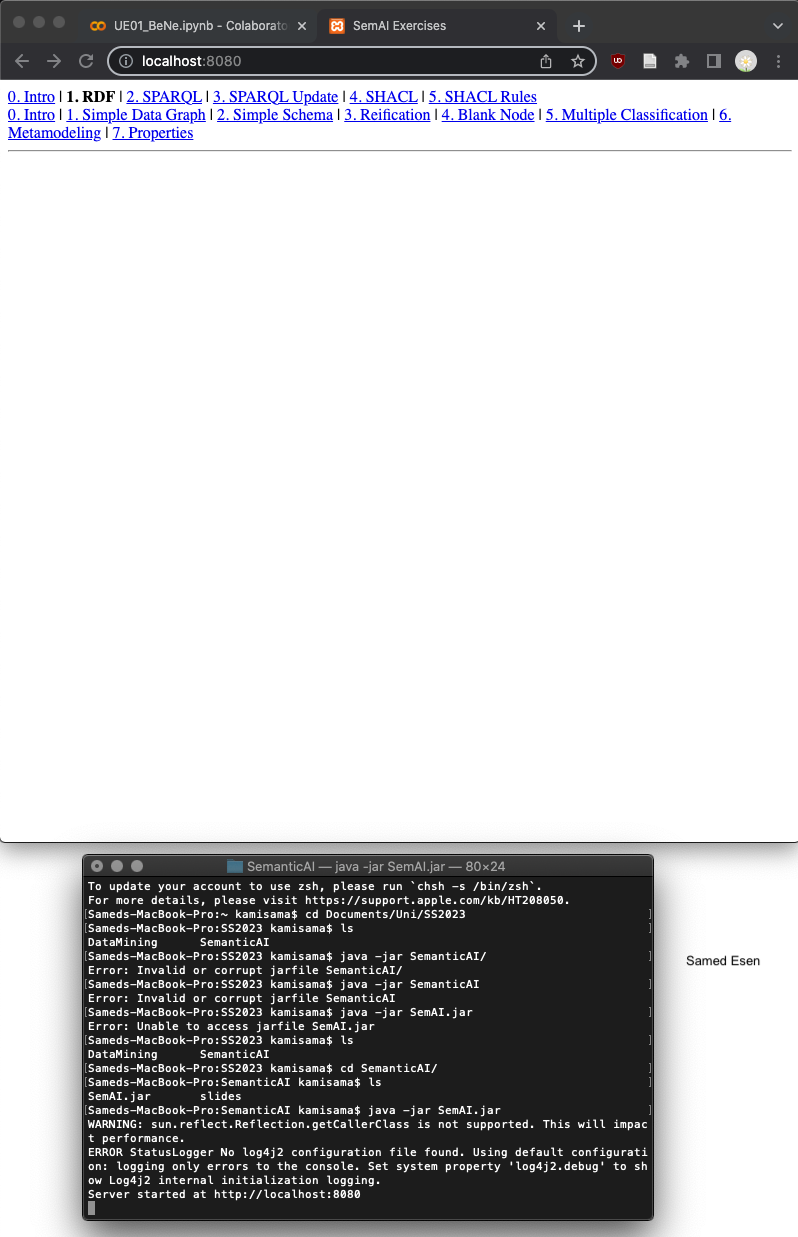 UE01_BeNe.ipynb - Colaborato
SemAI Exercises
localhost:8080
0. Intro | 1. RDF | 2. SPARQL | 3. SPARQL Update | 4. SHACL | 5. SHACL Rules
0. Intro | 1. Simple Data Graph | 2. Simple Schema | 3. Reification | 4. Blank Node | 5. Multiple Classification | 6.
Metamodeling | 7. Properties
SemanticAI — java -jar SemAI.jar — 80×24
To update your account to use zsh, please run `chsh -s /bin/zsh`.
For more details, please visit https://support.apple.com/kb/HT208050.
[Sameds-MacBook-Pro:~ kamisama$ cd Documents/Uni/SS2023 ]
[Sameds-MacBook-Pro:SS2023 kamisama$ ls ]
DataMining SemanticAI
[Sameds-MacBook-Pro:SS2023 kamisama$ java -jar SemanticAI/ ]
Error: Invalid or corrupt jarfile SemanticAI/
[Sameds-MacBook-Pro:SS2023 kamisama$ java -jar SemanticAI ]
Error: Invalid or corrupt jarfile SemanticAI
[Sameds-MacBook-Pro:SS2023 kamisama$ java -jar SemAI.jar ]
Error: Unable to access jarfile SemAI.jar
[Sameds-MacBook-Pro:SS2023 kamisama$ ls ]
DataMining SemanticAI
[Sameds-MacBook-Pro:SS2023 kamisama$ cd SemanticAI/ ]
[Sameds-MacBook-Pro:SemanticAI kamisama$ ls ]
SemAI.jar slides
[Sameds-MacBook-Pro:SemanticAI kamisama$ java -jar SemAI.jar ]
WARNING: sun.reflect.Reflection.getCallerClass is not supported. This will impac
t performance.
ERROR StatusLogger No log4j2 configuration file found. Using default configurati
on: logging only errors to the console. Set system property 'log4j2.debug' to sh
ow Log4j2 internal initialization logging.
Server started at http://localhost:8080
Samed Esen